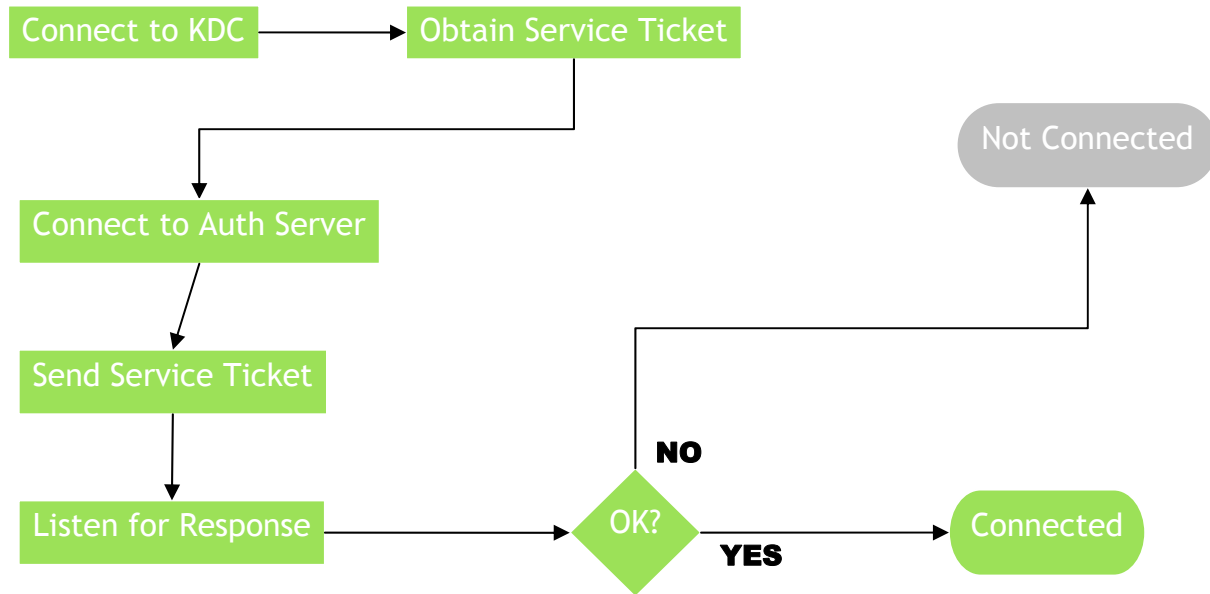 Connect to KDC
Obtain Service Ticket
Not Connected
Connect to Auth Server
Send Service Ticket
NO
Listen for Response
OK?
YES
Connected